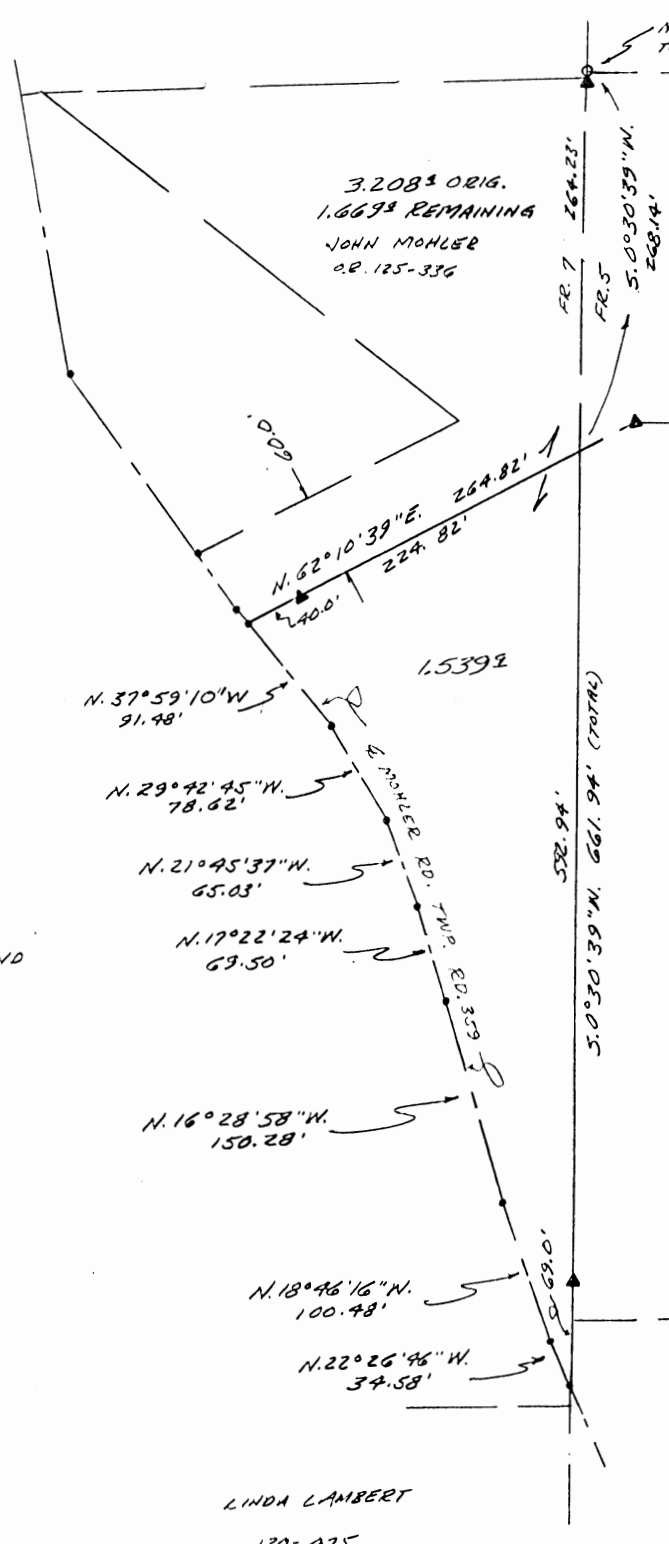 3.208± ORIG.
1.669± REMAINING
JOHN MOHLER
O.R. 125-336
FR. 7
264.23'
FR. 5
S.0°30'39"W.
268.14'
60.0'
N.62°10'39"E. 264.82'
224.82'
40.0'
1.539±
N.37°59'10"W
91.48'
N.29°42'45"W.
78.62'
N.21°45'37"W.
65.03'
N.17°22'24"W.
69.50'
N.16°28'58"W.
150.28'
N.18°46'16"W.
100.48'
N.22°26'46"W.
34.58'
℄ MOHLER RD. TWP. RD. 359
592.94'
S.0°30'39"W. 661.94' (TOTAL)
69.0'
LINDA LAMBERT